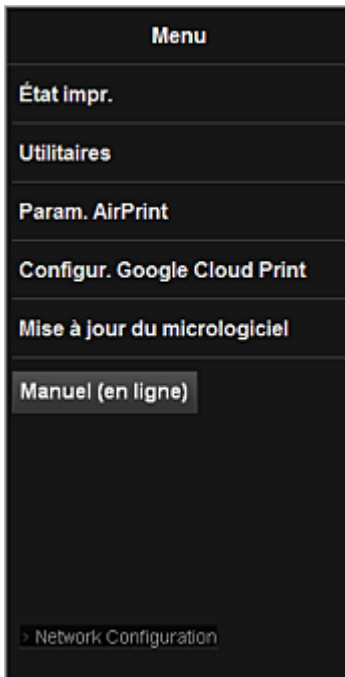 Menu
État impr.
Utilitaires
Param. AirPrint
Configur. Google Cloud Print
Mise à jour du micrologiciel
Manuel (en ligne)
› Network Configuration